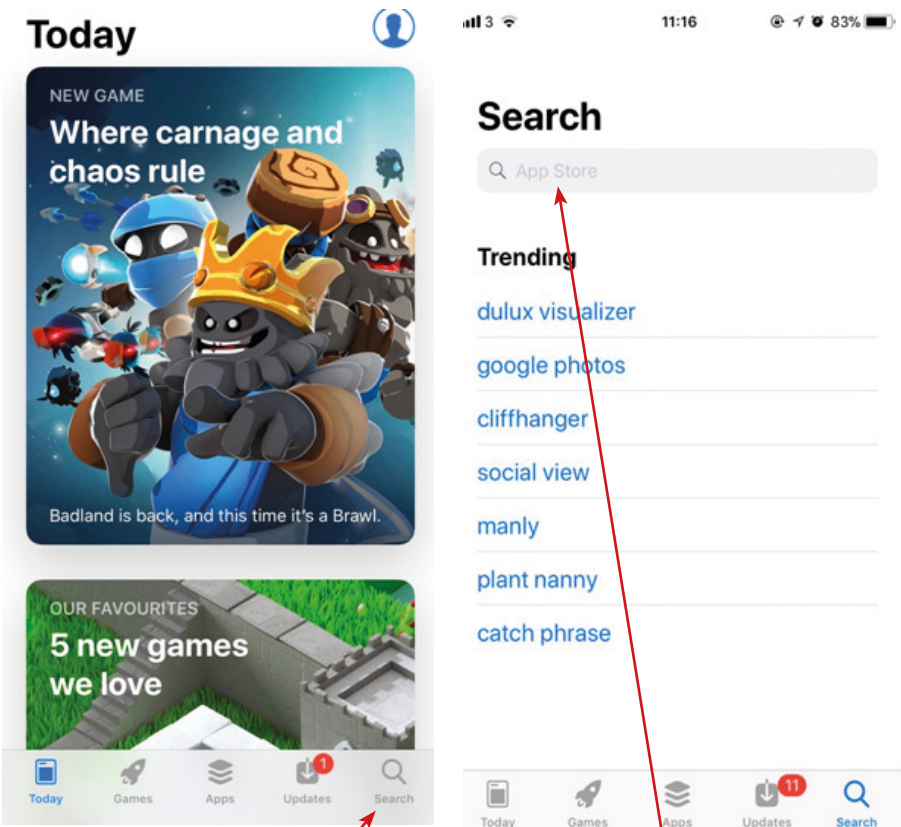 Today
NEW GAME
Where carnage and
chaos rule
Badland is back, and this time it's a Brawl.
OUR FAVOURITES
5 new games
we love
1
Today Games Apps Updates Search
3 11:16 83%
Search
App Store
Trending
dulux visualizer
google photos
cliffhanger
social view
manly
plant nanny
catch phrase
11
Today Games Apps Updates Search